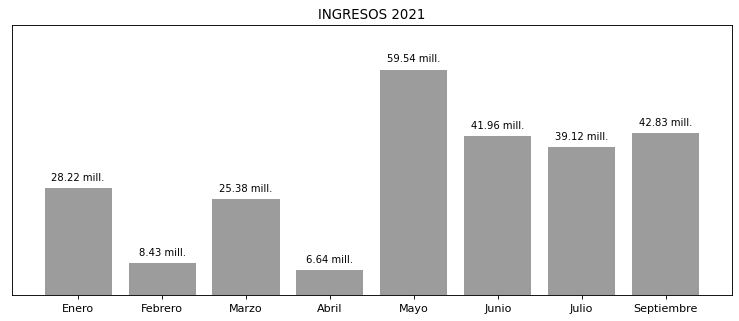 INGRESOS 2021
28.22 mill.
8.43 mill.
25.38 mill.
6.64 mill.
59.54 mill.
41.96 mill.
39.12 mill.
42.83 mill.
Enero Febrero Marzo Abril Mayo Junio Julio Septiembre